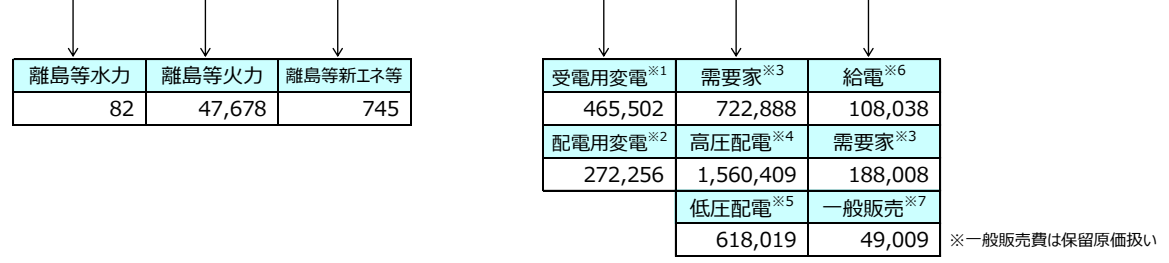 離島等水力 離島等火力 離島等新エネ等
82 47,678 745
受電用変電※1 需要家※3 給電※6
465,502 722,888 108,038
配電用変電※2 高圧配電※4 需要家※3
272,256 1,560,409 188,008
低圧配電※5 一般販売※7
618,019 49,009 ※一般販売費は保留原価扱い